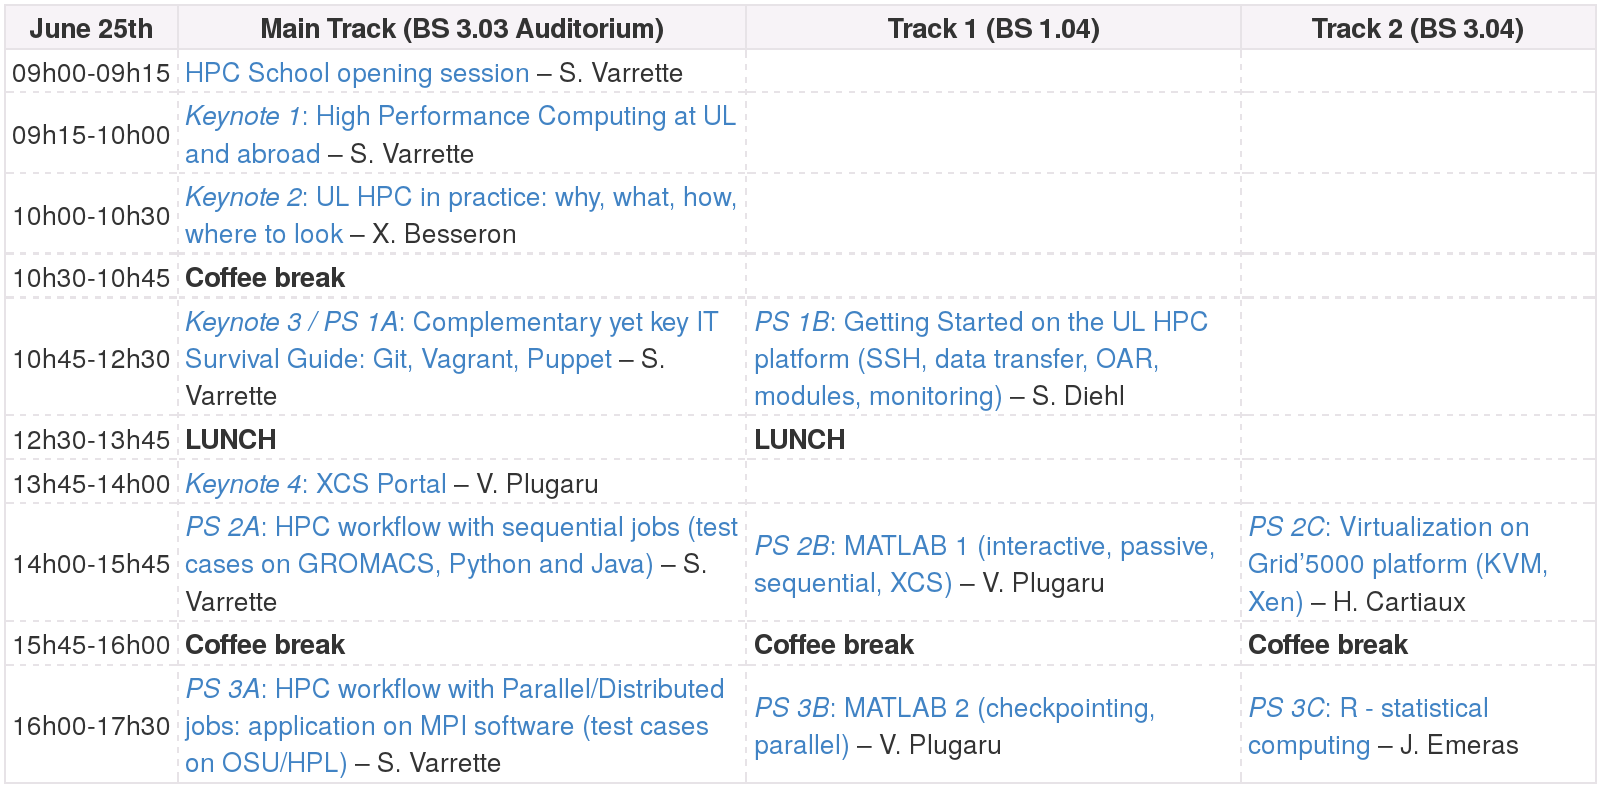 June 25th
Main Track (BS 3.03 Auditorium)
Track 1 (BS 1.04)
Track 2 (BS 3.04)
09h00-09h15
HPC School opening session – S. Varrette
09h15-10h00
Keynote 1: High Performance Computing at UL
and abroad – S. Varrette
10h00-10h30
Keynote 2: UL HPC in practice: why, what, how,
where to look – X. Besseron
10h30-10h45
Coffee break
10h45-12h30
Keynote 3 / PS 1A: Complementary yet key IT
Survival Guide: Git, Vagrant, Puppet – S.
Varrette
PS 1B: Getting Started on the UL HPC
platform (SSH, data transfer, OAR,
modules, monitoring) – S. Diehl
12h30-13h45
LUNCH
LUNCH
13h45-14h00
Keynote 4: XCS Portal – V. Plugaru
14h00-15h45
PS 2A: HPC workflow with sequential jobs (test
cases on GROMACS, Python and Java) – S.
Varrette
PS 2B: MATLAB 1 (interactive, passive,
sequential, XCS) – V. Plugaru
PS 2C: Virtualization on
Grid’5000 platform (KVM,
Xen) – H. Cartiaux
15h45-16h00
Coffee break
Coffee break
Coffee break
16h00-17h30
PS 3A: HPC workflow with Parallel/Distributed
jobs: application on MPI software (test cases
on OSU/HPL) – S. Varrette
PS 3B: MATLAB 2 (checkpointing,
parallel) – V. Plugaru
PS 3C: R - statistical
computing – J. Emeras